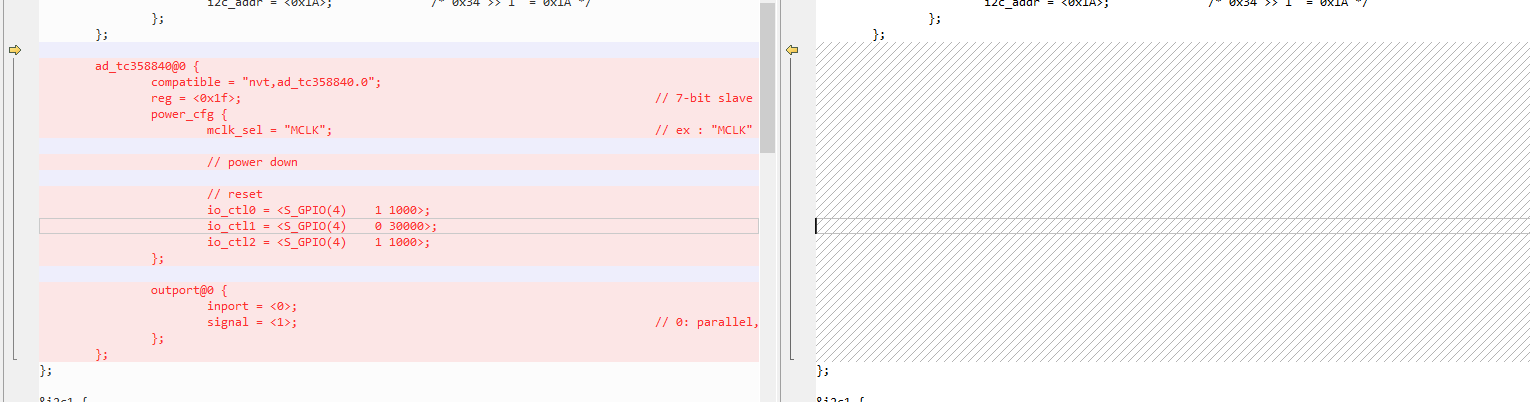 i2c_addr = <0x1A>; /* 0x34 >> 1 = 0x1A */
};
};
ad_tc358840@0 {
compatible = "nvt,ad_tc358840.0";
reg = <0x1f>; // 7-bit slave
power_cfg {
mclk_sel = "MCLK"; // ex : "MCLK"
// power down
// reset
io_ctl0 = <S_GPIO(4) 1 1000>;
io_ctl1 = <S_GPIO(4) 0 30000>;
io_ctl2 = <S_GPIO(4) 1 1000>;
};
outport@0 {
inport = <0>;
signal = <1>; // 0: parallel,
};
};
};
&i2c1 {
i2c_addr = <0x1A>; /* 0x34 >> 1 = 0x1A */
};
};
};
&i2c1 {